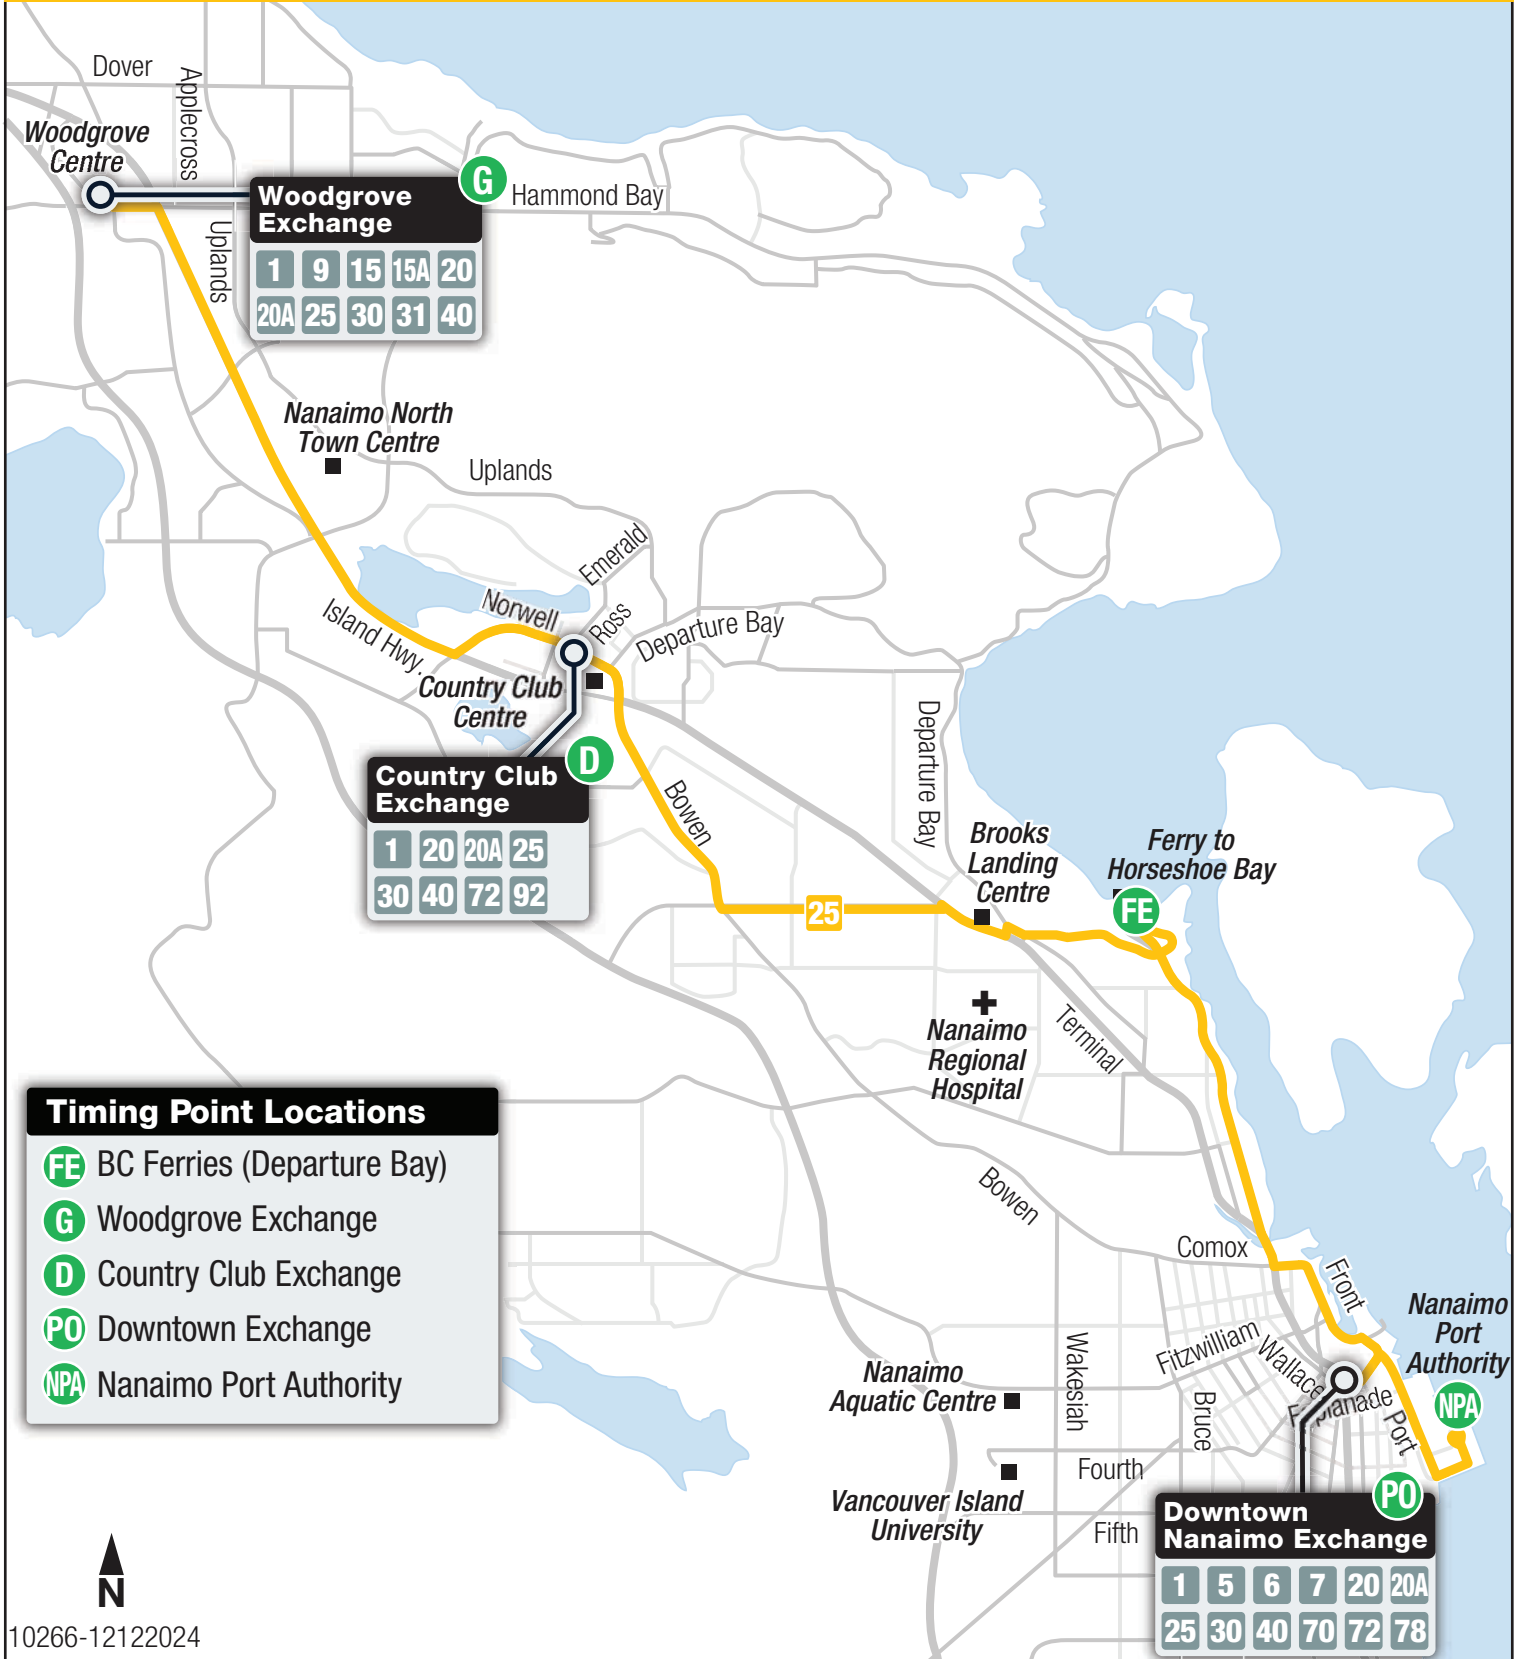 Dover
Applecross
Woodgrove
Centre
G
Hammond Bay
Woodgrove
Exchange
1 9 15 15A 20
20A 25 30 31 40
Uplands
Nanaimo North
Town Centre
Uplands
Emerald
Norwell
Ross
Island Hwy.
Departure Bay
Country Club
Centre
D
Country Club
Exchange
1 20 20A 25
30 40 72 92
Bowen
Departure Bay
Brooks
Landing
Centre
Ferry to
Horseshoe Bay
FE
25
Nanaimo
Regional
Hospital
Terminal
Timing Point Locations
FE BC Ferries (Departure Bay)
G Woodgrove Exchange
D Country Club Exchange
PO Downtown Exchange
NPA Nanaimo Port Authority
Bowen
Comox
Front
Nanaimo
Port
Authority
NPA
Fitzwilliam
Wallace
Esplanade
Port
Wakesiah
Bruce
Nanaimo
Aquatic Centre
Fourth
Vancouver Island
University
Fifth
PO
Downtown
Nanaimo Exchange
1 5 6 7 20 20A
25 30 40 70 72 78
N
10266-12122024